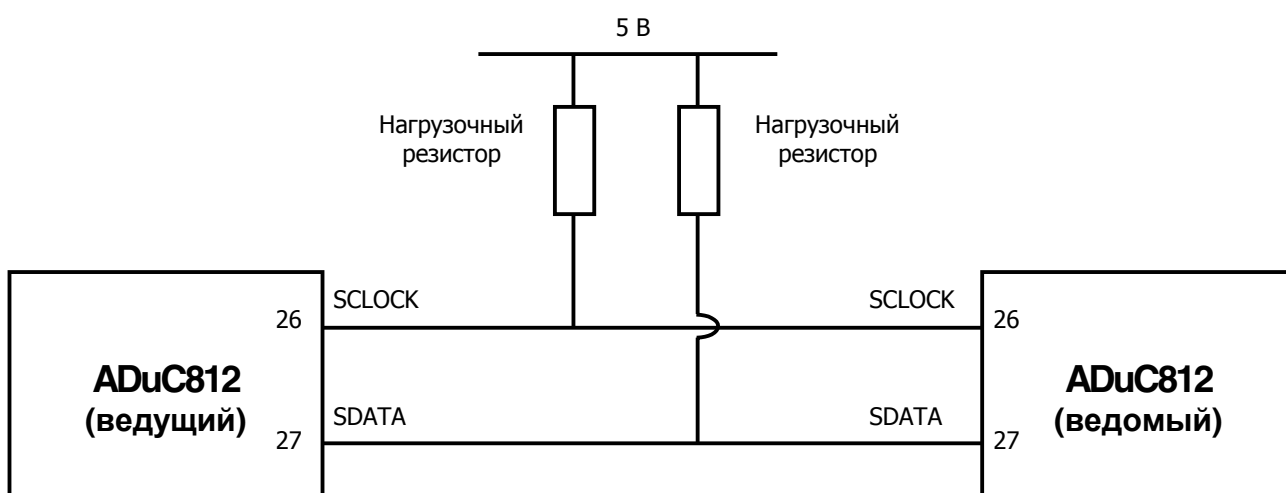 5 В
Нагрузочный
резистор
Нагрузочный
резистор
SCLOCK
SCLOCK
26
26
ADuC812
(ведущий)
ADuC812
(ведомый)
SDATA
SDATA
27
27